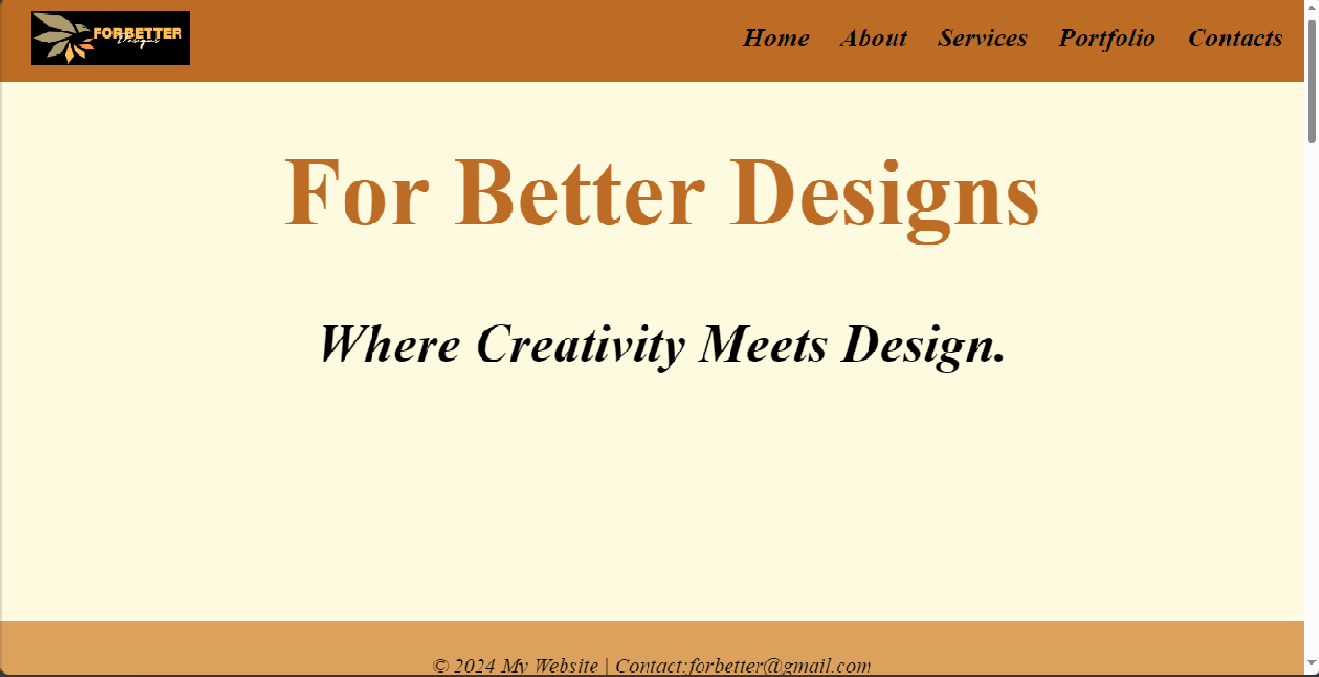 FORBETTER
Designs
Home About Services Portfolio Contacts
For Better Designs
Where Creativity Meets Design.
© 2024 My Website | Contact:forbetter@gmail.com